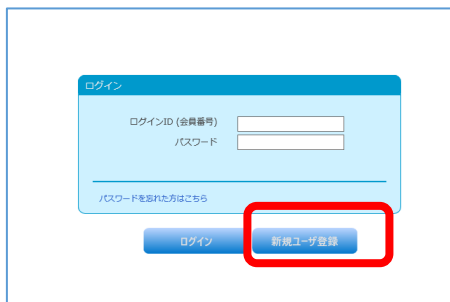 ログイン
ログインID (会員番号)
パスワード
パスワードを忘れた方はこちら
ログイン
新規ユーザ登録